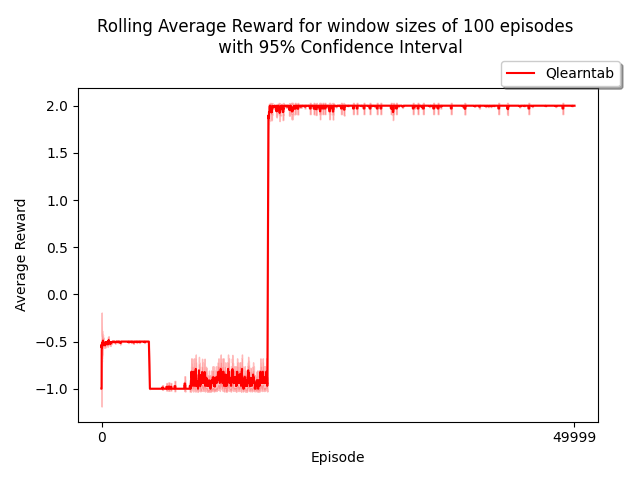 Rolling Average Reward for window sizes of 100 episodes
with 95% Confidence Interval
Qlearntab
2.0
1.5
1.0
0.5
0.0
−0.5
−1.0
Average Reward
0
49999
Episode